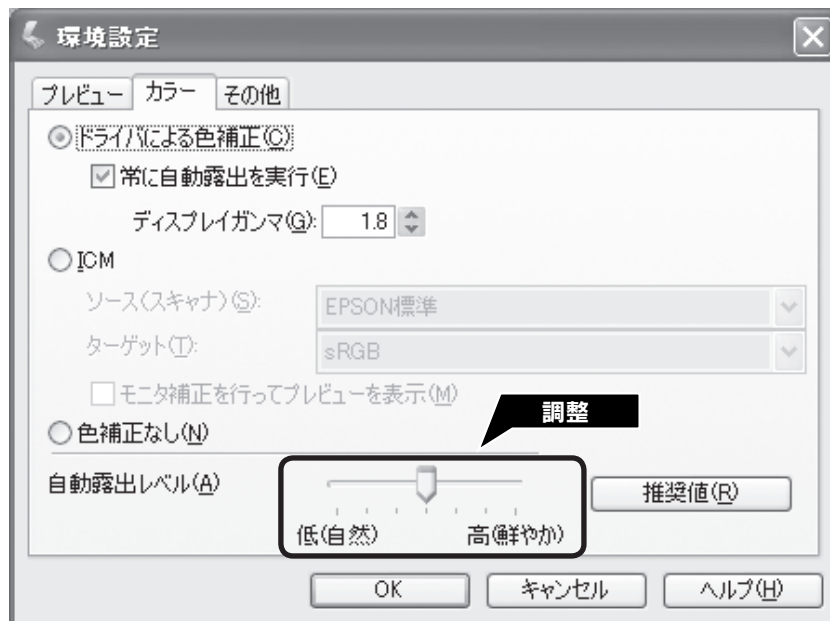 環境設定
プレビュー カラー その他
ドライバによる色補正(C)
常に自動露出を実行(E)
ディスプレイガンマ(G): 1.8
ICM
ソース(スキャナ)(S): EPSON標準
ターゲット(T): sRGB
モニタ補正を行ってプレビューを表示(M)
調整
色補正なし(N)
自動露出レベル(A) 推奨値(R)
低(自然) 高(鮮やか)
OK キャンセル ヘルプ(H)